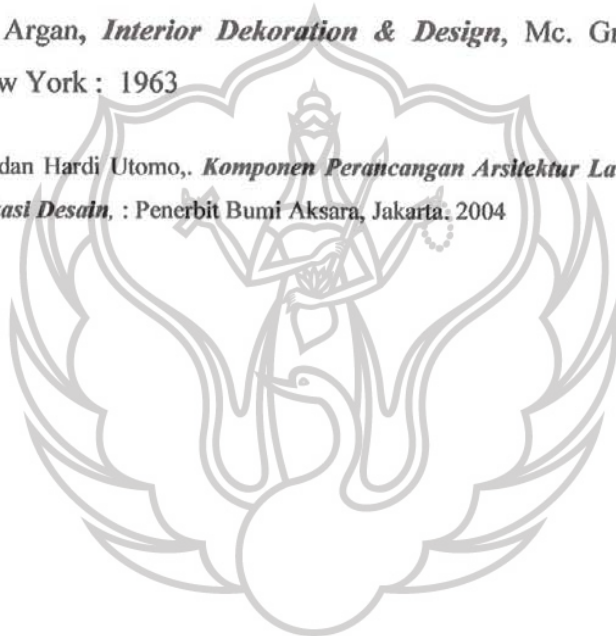 Argan, Interior Dekoration & Design, Mc. Gr
w York : 1963
dan Hardi Utomo,. Komponen Perancangan Arsitektur La
asi Desain, : Penerbit Bumi Aksara, Jakarta. 2004